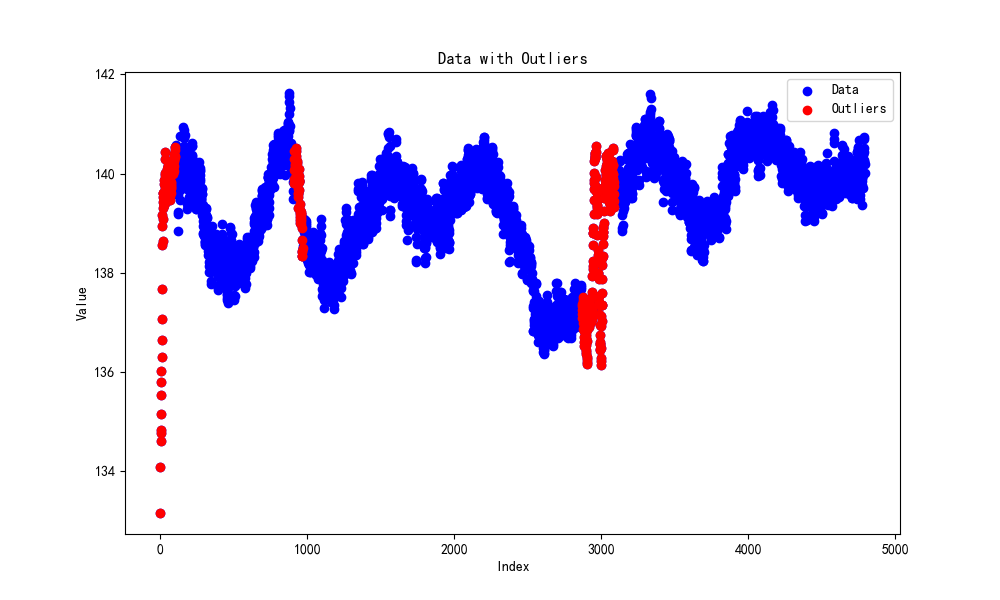 Data with Outliers
Data
Outliers
142
140
138
136
134
Value
0
1000
2000
3000
4000
5000
Index